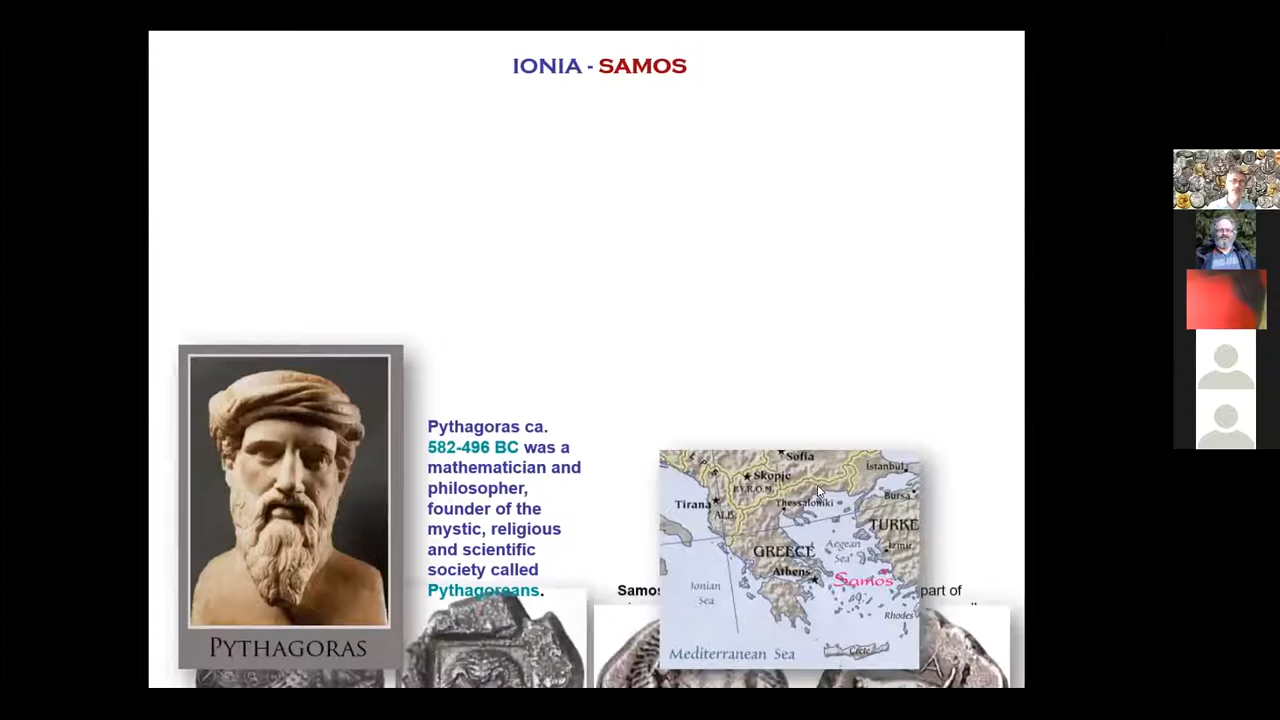 IONIA - SAMOS
Pythagoras ca.
582-496 BC was a
mathematician and
philosopher,
founder of the
mystic, religious
and scientific
society called
Pythagoreans.
PYTHAGORAS
Sofia
Skopje
F.Y.R.O.M.
Tirana
ALB.
Thessaloniki
Istanbul
Bursa
TURKE
GREECE
Aegean
Sea
Izmir
Athens
Samos
Ionian
Sea
Rhodes
Mediterranean Sea
Crete
Samos
part of